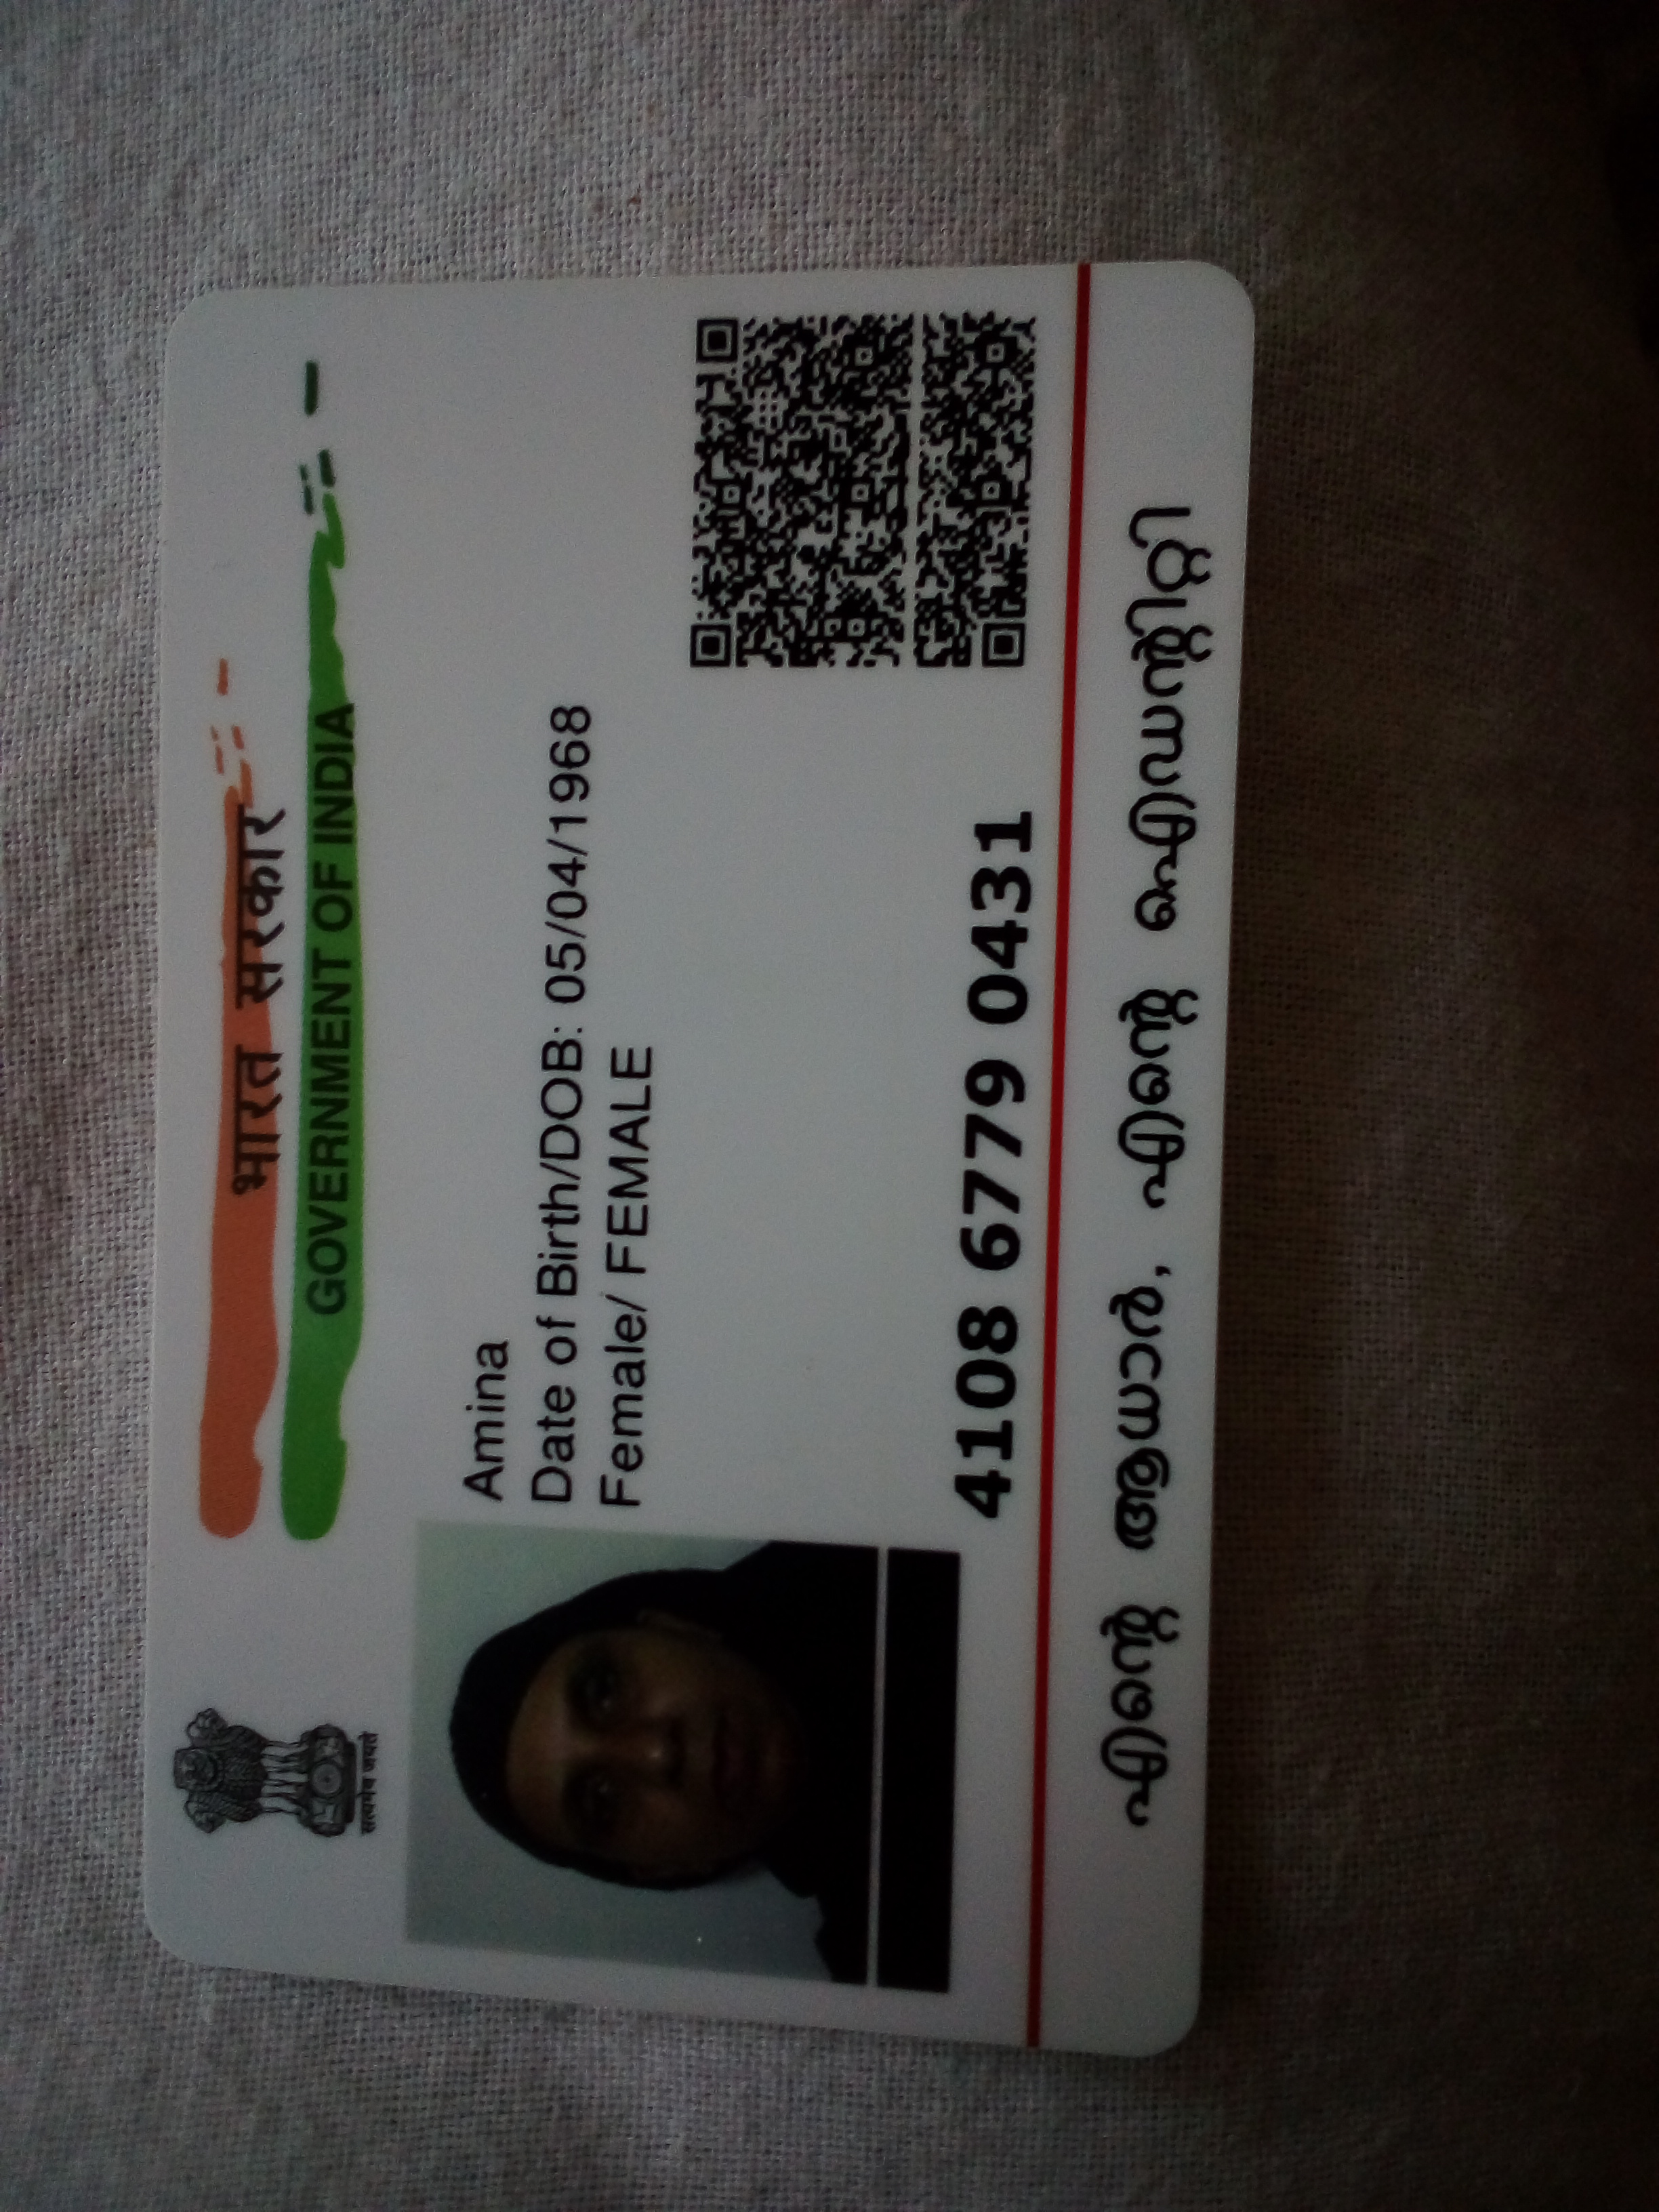 भारत सरकार
GOVERNMENT OF INDIA
सत्यमेव जयते
Amina
Date of Birth/DOB: 05/04/1968
Female/ FEMALE
4108 6779 0431
എന്റെ ആധാർ, എന്റെ ഐഡന്റിറ്റി